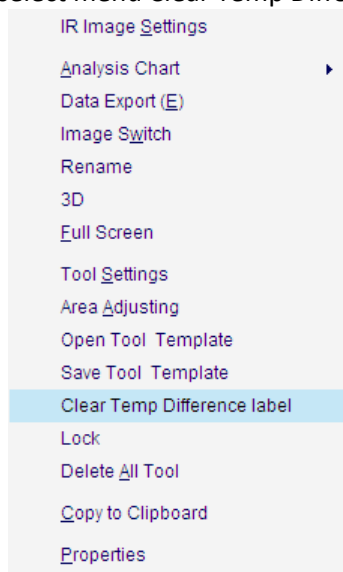 IR Image Settings
Analysis Chart
Data Export (E)
Image Switch
Rename
3D
Full Screen
Tool Settings
Area Adjusting
Open Tool Template
Save Tool Template
Clear Temp Difference label
Lock
Delete All Tool
Copy to Clipboard
Properties